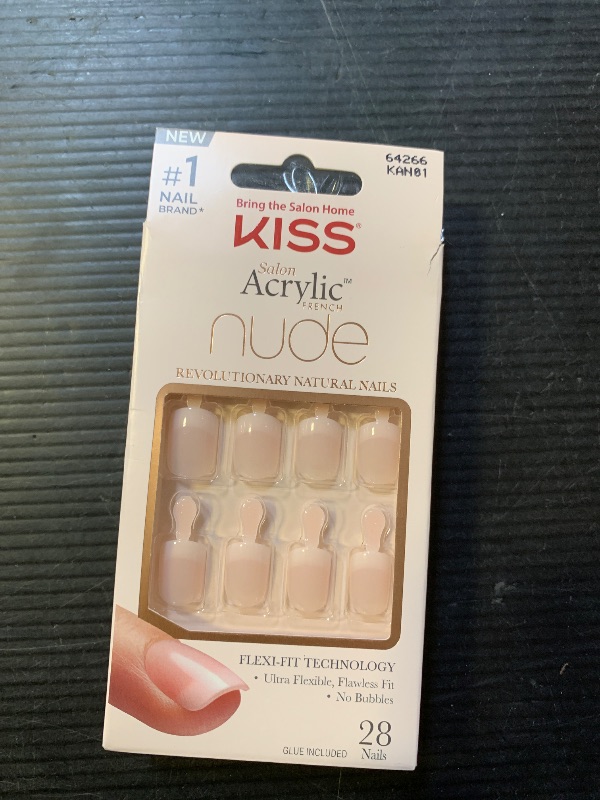 NEW
#1
NAIL
BRAND*
64266
KAN01
Bring the Salon Home
KISS®
Salon
Acrylic™
FRENCH
nude
REVOLUTIONARY NATURAL NAILS
FLEXI-FIT TECHNOLOGY
• Ultra Flexible, Flawless Fit
• No Bubbles
GLUE INCLUDED
28
Nails